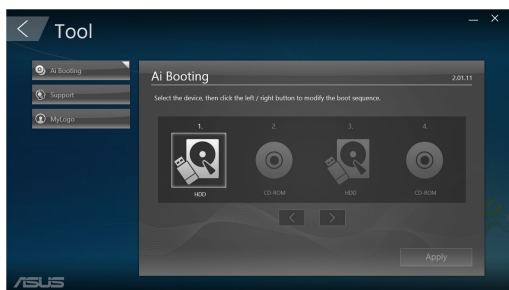 Tool
Ai Booting
Support
MyLogo
Ai Booting
2.01.11
Select the device, then click the left / right button to modify the boot sequence.
1. 2. 3. 4.
HDD CD-ROM HDD CD-ROM
Apply
ASUS